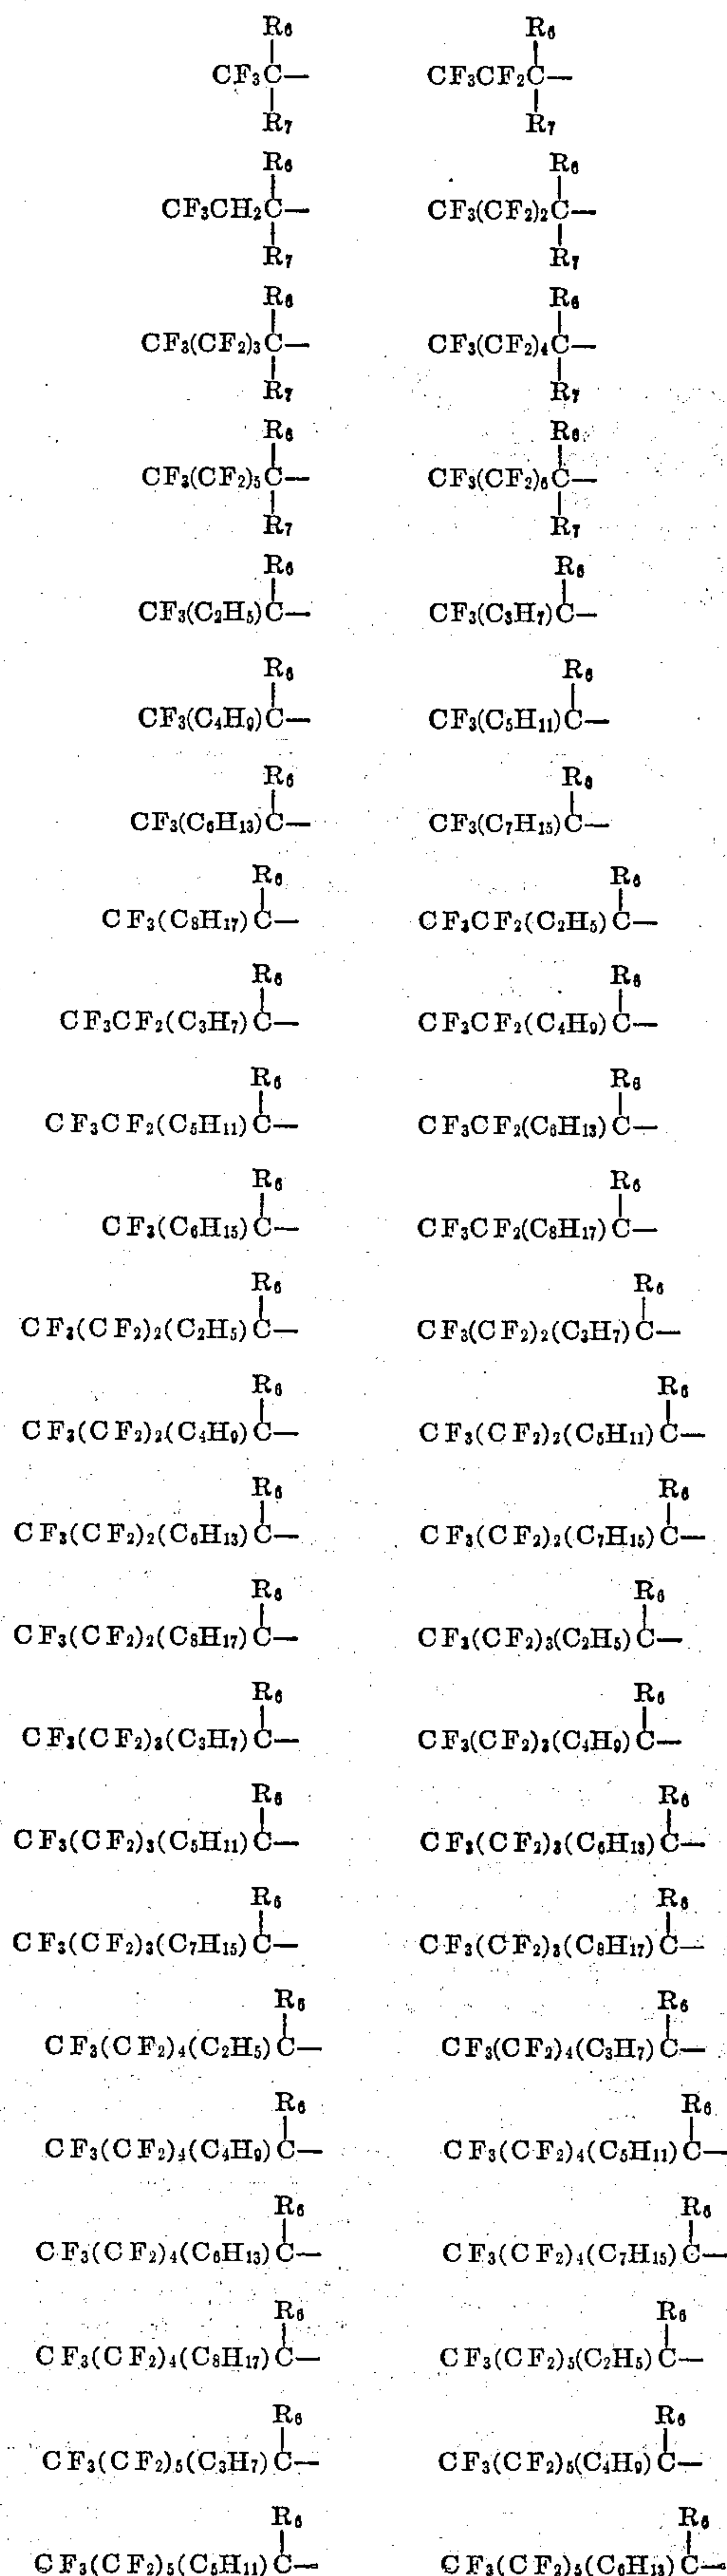 R6 R6
CF3C— CF3CF2C—
R7 R7
R6 R6
CF3CH2C— CF3(CF2)2C—
R7 R7
R6 R6
CF3(CF2)3C— CF3(CF2)4C—
R7 R7
R6 R6
CF3(CF2)5C— CF3(CF2)6C—
R7 R7
R6 R6
CF3(C2H5)C— CF3(C3H7)C—
R6 R6
CF3(C4H9)C— CF3(C5H11)C—
R6 R6
CF3(C6H13)C— CF3(C7H15)C—
R6 R6
CF3(C8H17)C— CF3CF2(C2H5)C—
R6 R6
CF3CF2(C3H7)C— CF3CF2(C4H9)C—
R6 R6
CF3CF2(C5H11)C— CF3CF2(C6H13)C—
R6 R6
CF3(C6H15)C— CF3CF2(C8H17)C—
R6 R6
CF3(CF2)2(C2H5)C— CF3(CF2)2(C3H7)C—
R6 R6
CF3(CF2)2(C4H9)C— CF3(CF2)2(C5H11)C—
R6 R6
CF3(CF2)2(C6H13)C— CF3(CF2)2(C7H15)C—
R6 R6
CF3(CF2)2(C8H17)C— CF3(CF2)3(C2H5)C—
R6 R6
CF3(CF2)3(C3H7)C— CF3(CF2)3(C4H9)C—
R6 R6
CF3(CF2)3(C5H11)C— CF3(CF2)3(C6H13)C—
R6 R6
CF3(CF2)3(C7H15)C— CF3(CF2)3(C8H17)C—
R6 R6
CF3(CF2)4(C2H5)C— CF3(CF2)4(C3H7)C—
R6 R6
CF3(CF2)4(C4H9)C— CF3(CF2)4(C5H11)C—
R6 R6
CF3(CF2)4(C6H13)C— CF3(CF2)4(C7H15)C—
R6 R6
CF3(CF2)4(C8H17)C— CF3(CF2)5(C2H5)C—
R6 R6
CF3(CF2)5(C3H7)C— CF3(CF2)5(C4H9)C—
R6 R6
CF3(CF2)5(C5H11)C— CF3(CF2)5(C6H13)C—